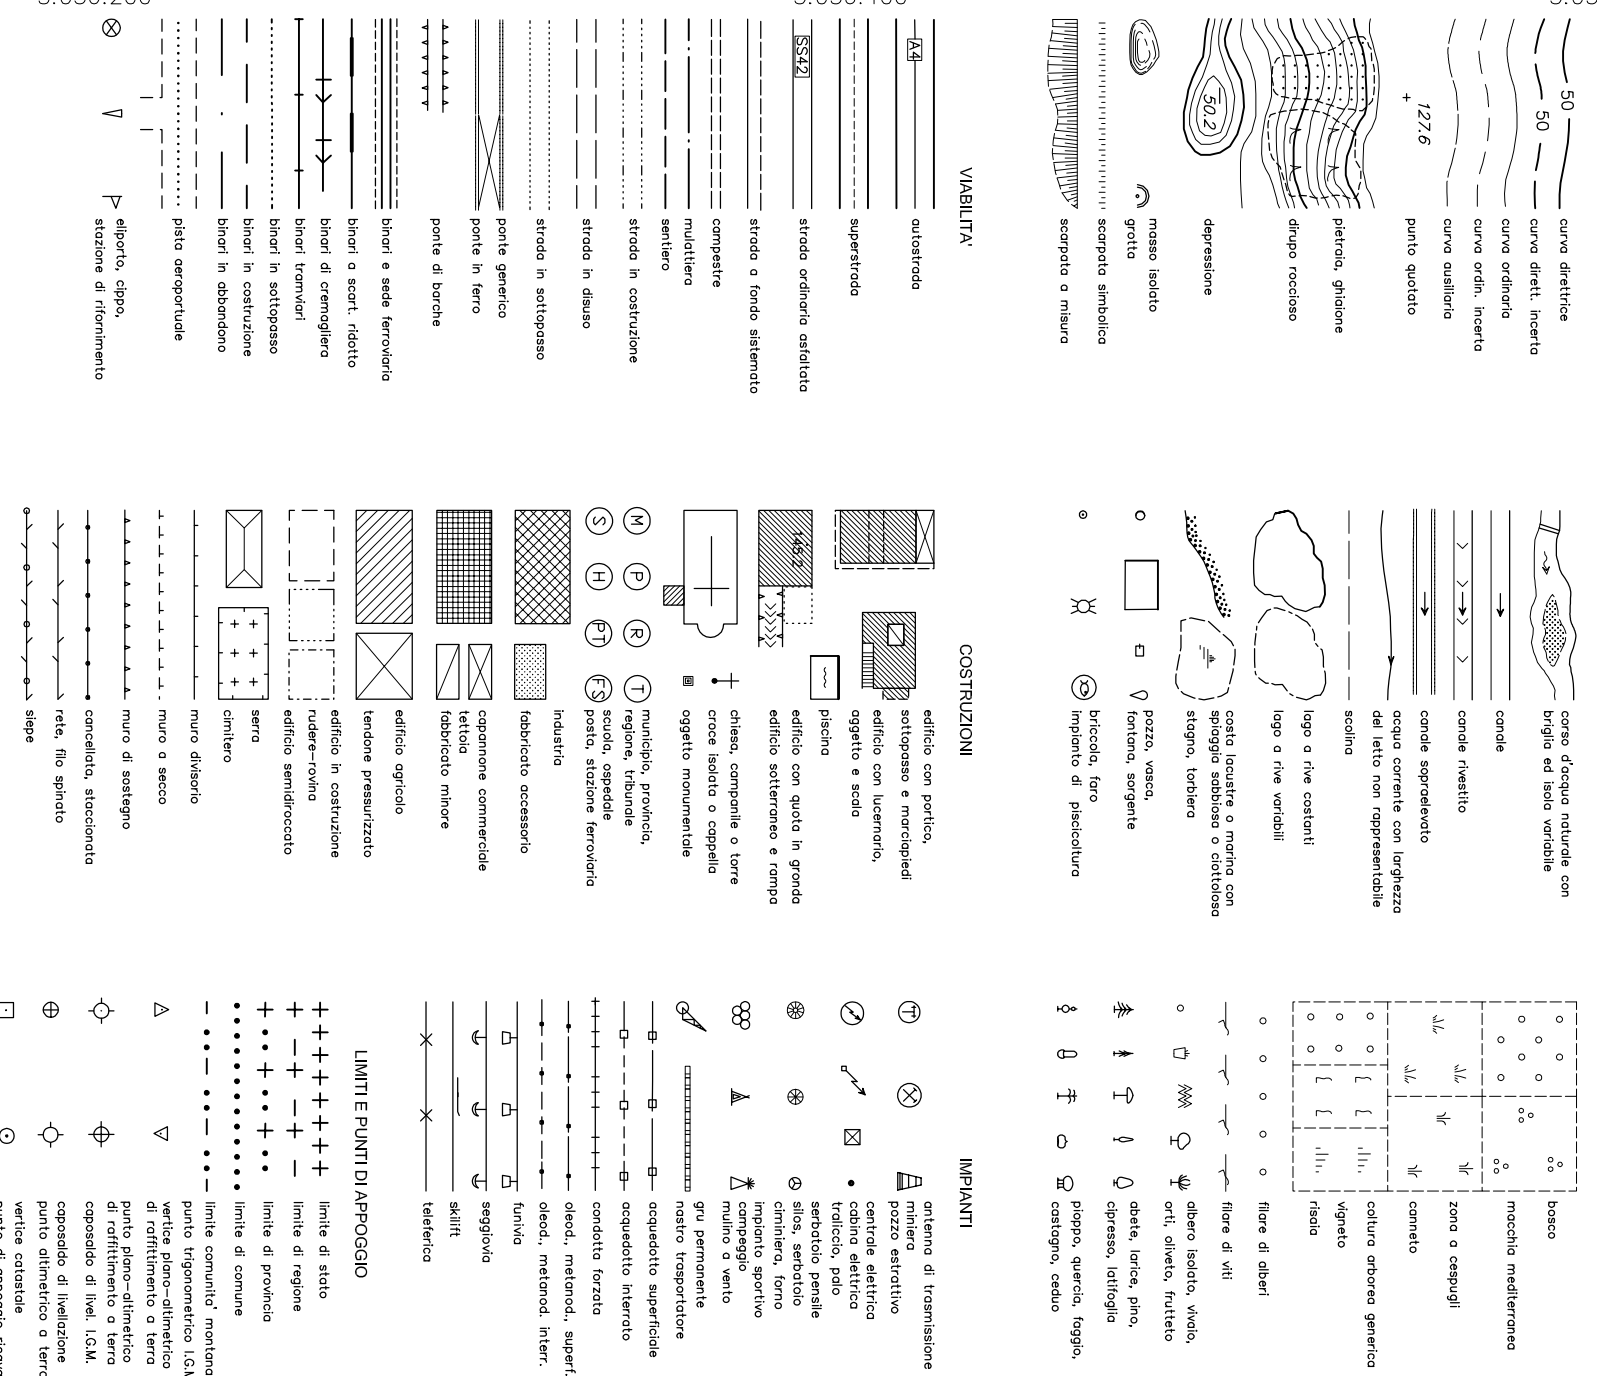 50
curva direttrice
50
curva dirett. incerta
curva ordinaria
curva ordin. incerta
curva ausiliaria
127.6
punto quotato
pietraia, ghiaione
dirupo roccioso
50.2
depressione
masso isolato
grotta
scarpata simbolica
scarpata a misura
corso d'acqua naturale con
briglia ed isola variabile
canale
canale rivestito
canale sopraelevato
acqua corrente con larghezza
del letto non rappresentabile
scolina
lago a rive costanti
lago a rive variabili
costa lacustre o marina con
spiaggia sabbiosa o ciottolosa
stagno, torbiera
pozzo, vasca,
fontana, sorgente
briccola, faro
impianto di piscicoltura
bosco
macchia mediterranea
zona a cespugli
canneto
coltura arborea generica
vigneto
risaia
filare di alberi
filare di viti
albero isolato, vivaio,
orti, oliveto, frutteto
abete, larice, pino,
cipresso, latifoglia
pioppo, quercia, faggio,
castagno, ceduo
VIABILITA'
A4
autostrada
superstrada
SS42
strada ordinaria asfaltata
strada a fondo sistemato
campestre
mulattiera
sentiero
strada in costruzione
strada in disuso
strada in sottopasso
ponte generico
ponte in ferro
ponte di barche
binari e sede ferroviaria
binari a scart. ridotto
binari di cremagliera
binari tramviari
binari in sottopasso
binari in costruzione
binari in abbandono
pista aeroportuale
eliporto, cippo,
stazione di rifornimento
COSTRUZIONI
edificio con portico,
sottopasso e marciapiedi
edificio con lucernario,
aggetto e scala
piscina
145.2
edificio con quota in gronda
edificio sotterraneo e rampa
chiesa, campanile o torre
croce isolata o cappella
oggetto monumentale
M P R T
municipio, provincia,
regione, tribunale
S H PT FS
scuola, ospedale
posta, stazione ferroviaria
industria
fabbricato accessorio
capannone commerciale
tettoia
fabbricato minore
edificio agricolo
tendone pressurizzato
edificio in costruzione
rudere-rovina
edificio semidiroccato
serra
cimitero
muro divisorio
muro a secco
muro di sostegno
cancellata, staccionata
rete, filo spinato
siepe
IMPIANTI
antenna di trasmissione
miniera
pozzo estrattivo
centrale elettrica
cabina elettrica
traliccio, palo
serbatoio pensile
silos, serbatoio
ciminiera, forno
impianto sportivo
campeggio
mulino a vento
gru permanente
nastro trasportatore
acquedotto superficiale
acquedotto interrato
condotta forzata
oleod., metanod., superf.
oleod., metanod. interr.
funivia
seggiovia
skilift
teleferica
LIMITI E PUNTI DI APPOGGIO
limite di stato
limite di regione
limite di provincia
limite di comune
limite comunita' montana
punto trigonometrico I.G.M
vertice plano-altimetrico
di raffittimento a terra
punto plano-altimetrico
di raffittimento a terra
caposaldo di livel. I.G.M.
caposaldo di livellazione
punto altimetrico a terra
vertice catastale